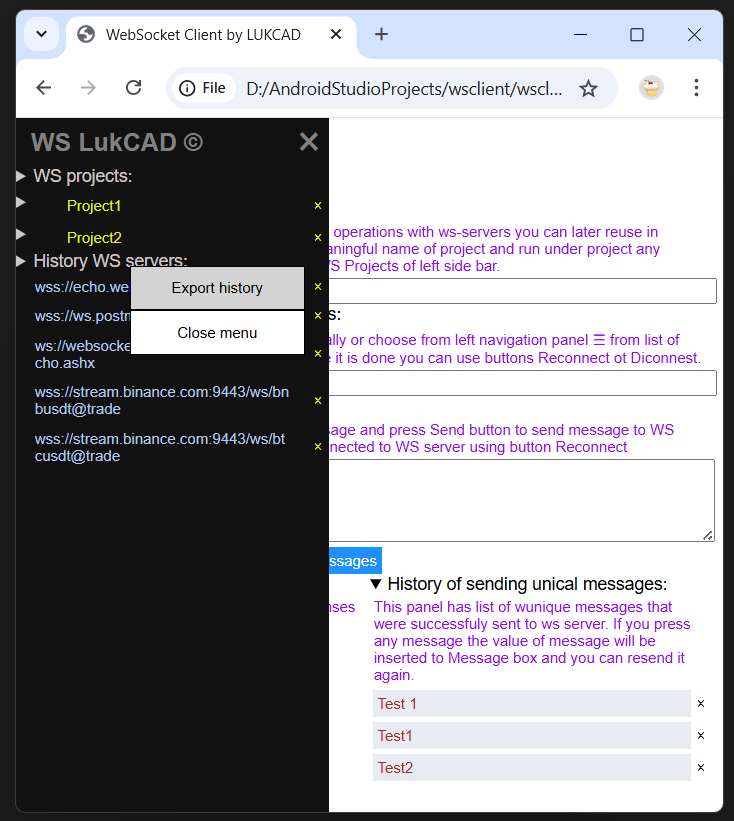 WebSocket Client by LUKCAD
File D:/AndroidStudioProjects/wsclient/wscl...
WS LukCAD ©
WS projects:
Project1
Project2
History WS servers:
wss://echo.we
Export history
wss://ws.postm
Close menu
ws://websocke
cho.ashx
wss://stream.binance.com:9443/ws/bn
busdt@trade
wss://stream.binance.com:9443/ws/bt
cusdt@trade
operations with ws-servers you can later reuse in
aningful name of project and run under project any
WS Projects of left side bar.
s:
ally or choose from left navigation panel ☰ from list of
e it is done you can use buttons Reconnect ot Diconnest.
sage and press Send button to send message to WS
nnected to WS server using button Reconnect
ssages
nses
History of sending unical messages:
This panel has list of wunique messages that
were successfuly sent to ws server. If you press
any message the value of message will be
inserted to Message box and you can resend it
again.
Test 1
Test1
Test2